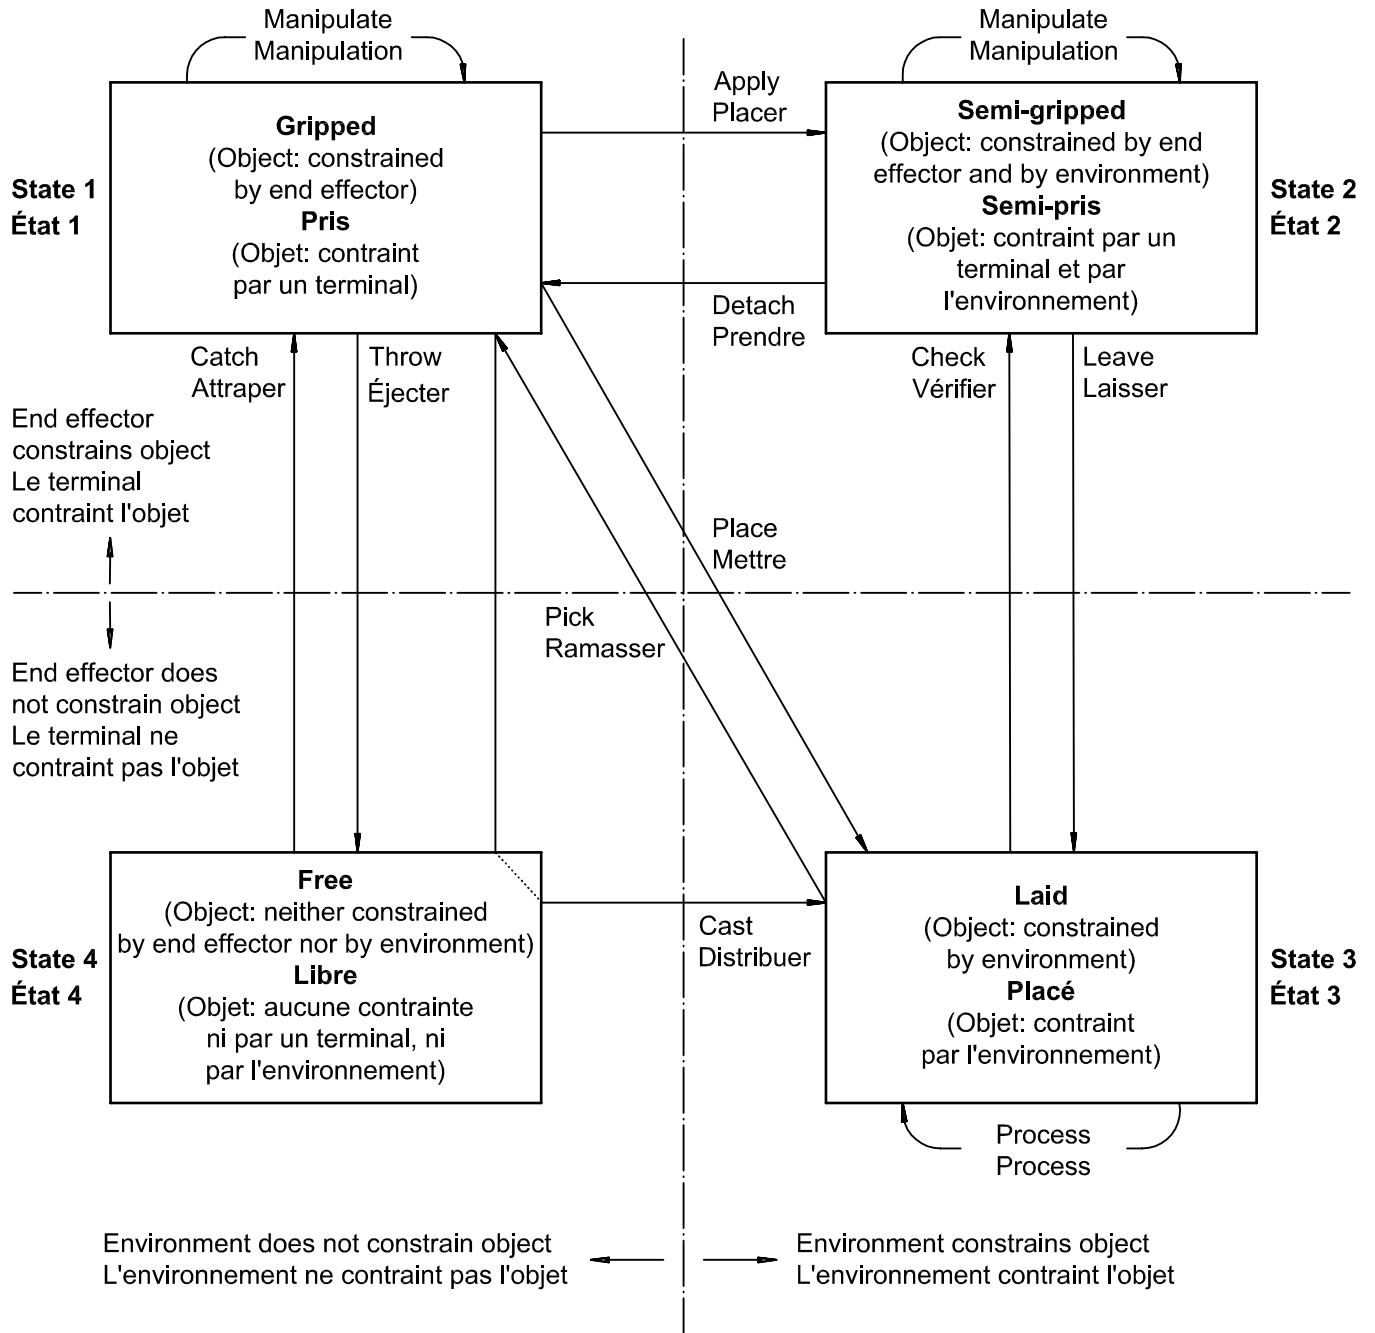 Manipulate
Manipulation
Manipulate
Manipulation
Apply
Placer
Gripped
(Object: constrained
by end effector)
Pris
(Objet: contraint
par un terminal)
Semi-gripped
(Object: constrained by end
effector and by environment)
Semi-pris
(Objet: contraint par un
terminal et par
l'environnement)
State 1
État 1
State 2
État 2
Detach
Prendre
Catch
Attraper
Throw
Éjecter
Check
Vérifier
Leave
Laisser
End effector
constrains object
Le terminal
contraint l'objet
Place
Mettre
Pick
Ramasser
End effector does
not constrain object
Le terminal ne
contraint pas l'objet
Free
(Object: neither constrained
by end effector nor by environment)
Libre
(Objet: aucune contrainte
ni par un terminal, ni
par l'environnement)
State 4
État 4
Cast
Distribuer
Laid
(Object: constrained
by environment)
Placé
(Objet: contraint
par l'environnement)
State 3
État 3
Process
Process
Environment does not constrain object
L'environnement ne contraint pas l'objet
Environment constrains object
L'environnement contraint l'objet